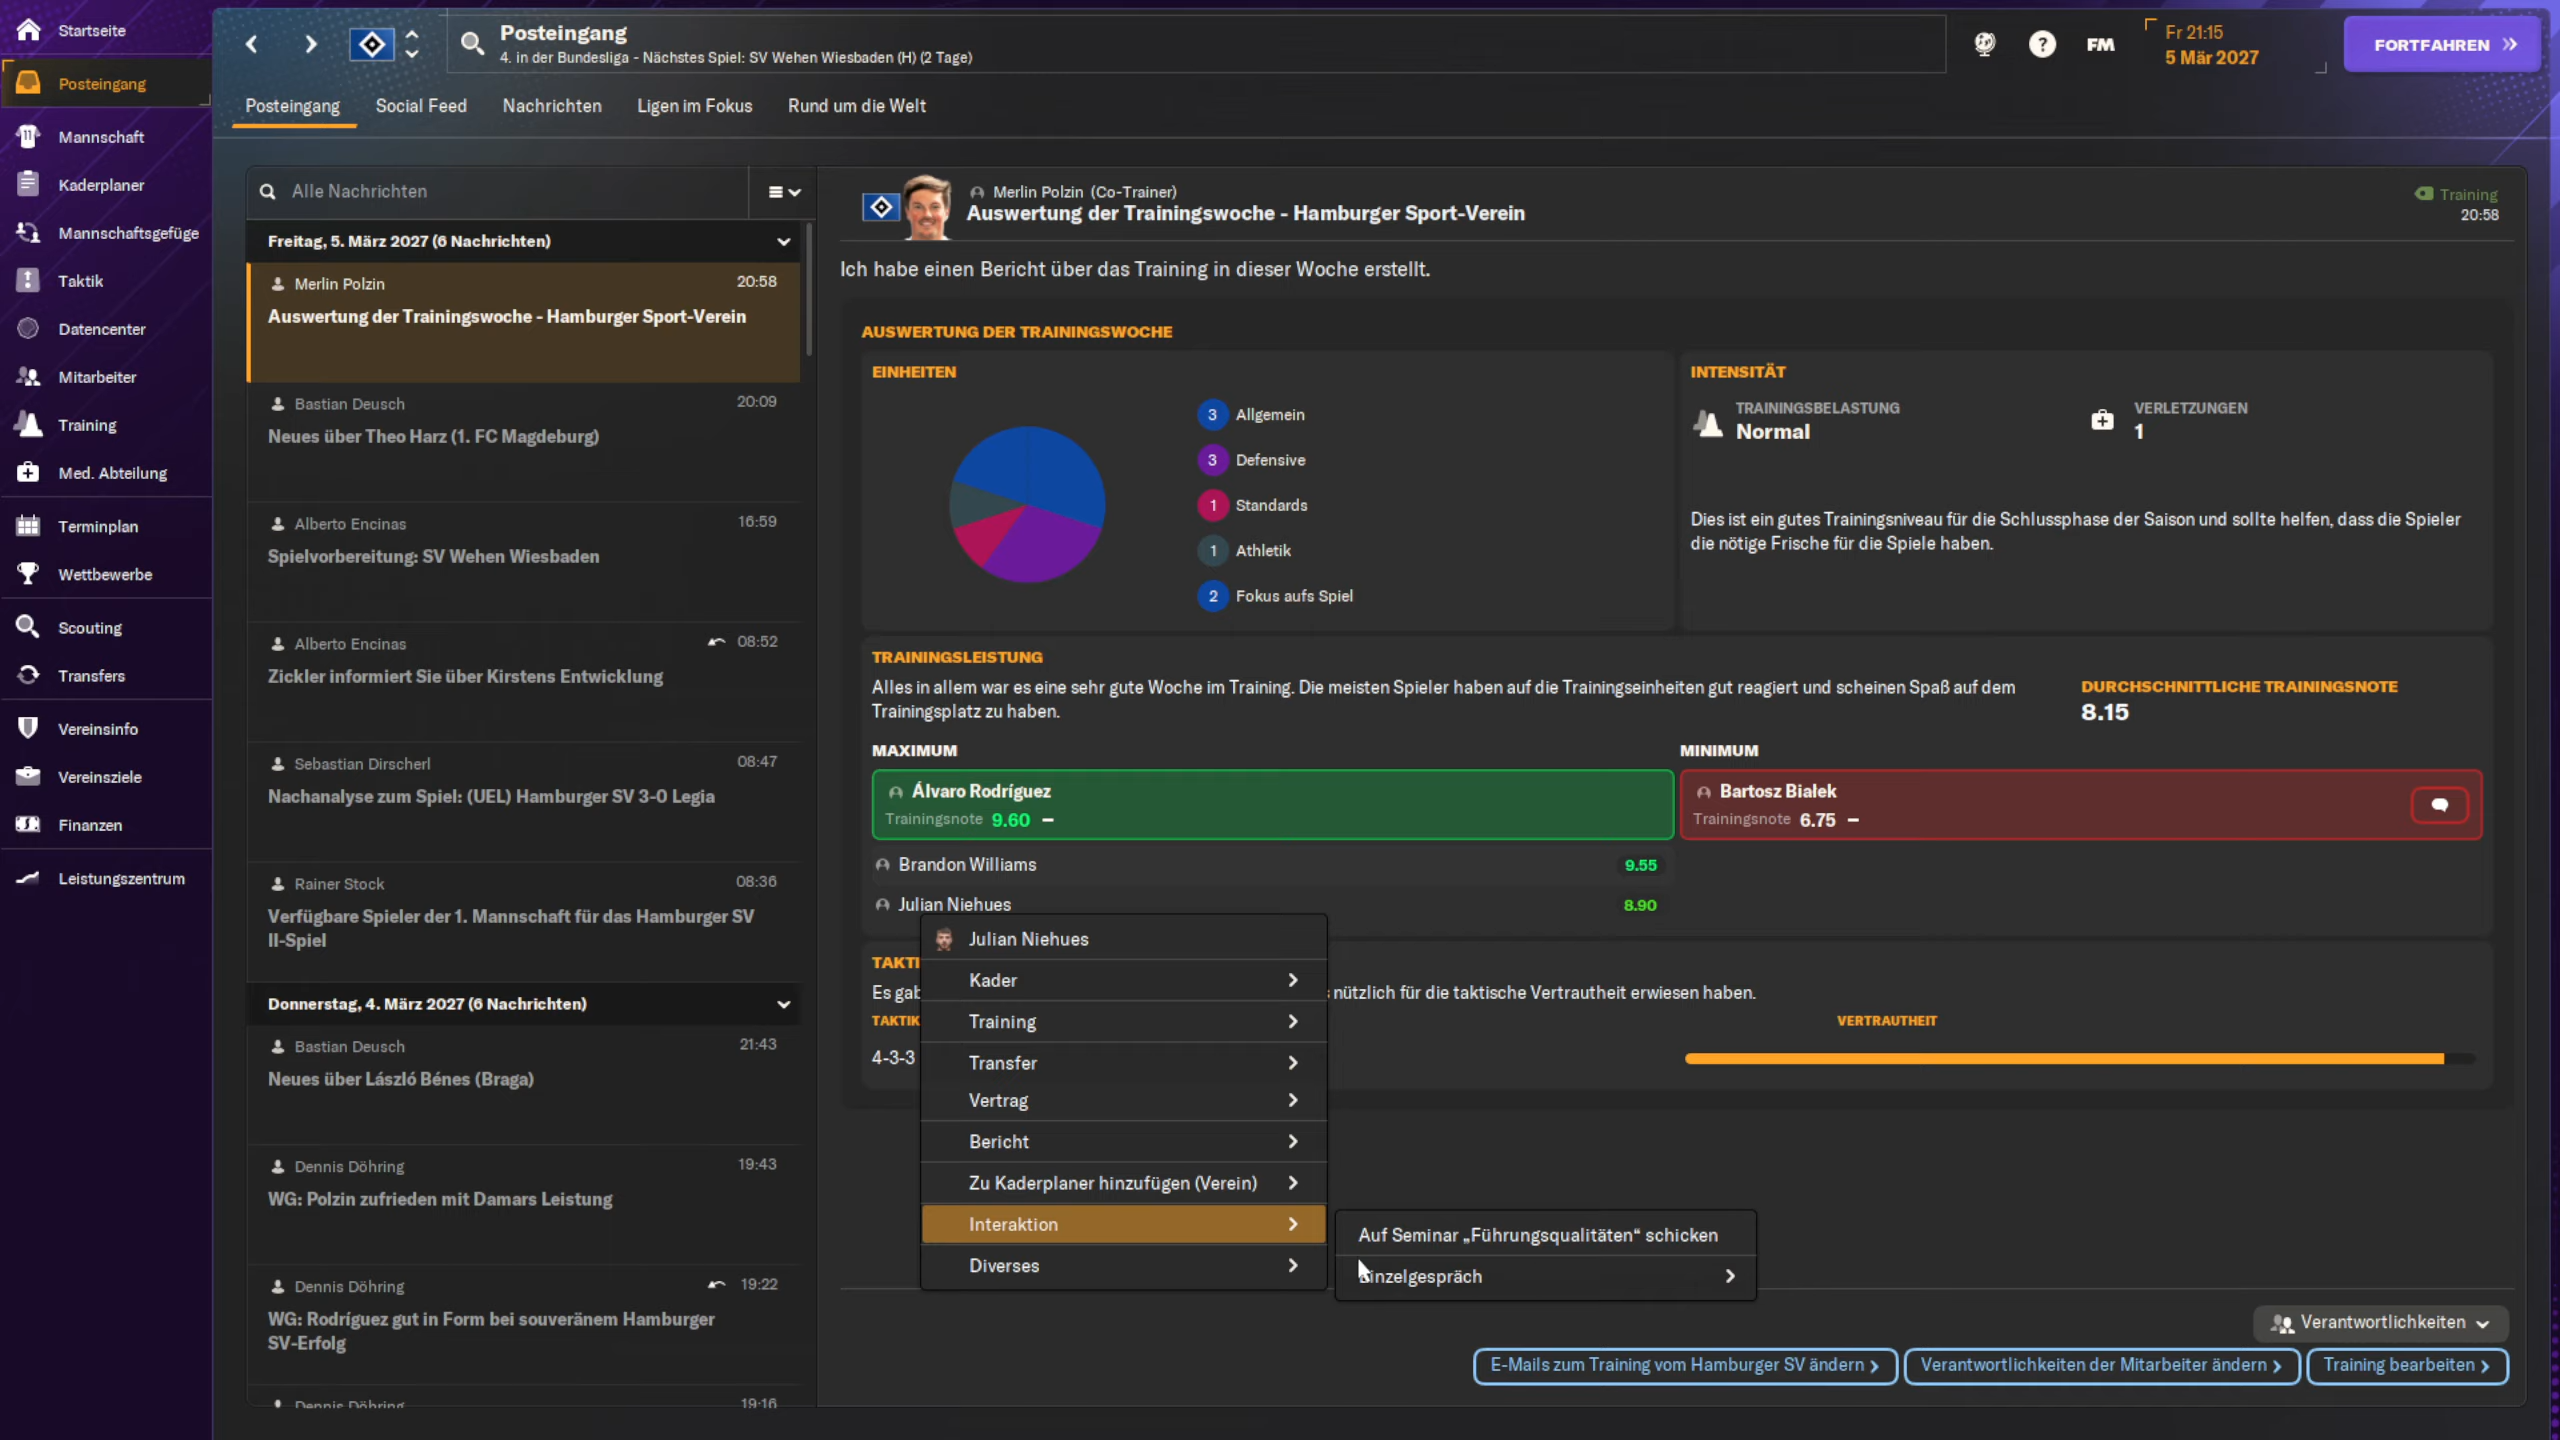 Startseite
Posteingang
Mannschaft
Kaderplaner
Mannschaftsgefüge
Taktik
Datencenter
Mitarbeiter
Training
Med. Abteilung
Terminplan
Wettbewerbe
Scouting
Transfers
Vereinsinfo
Vereinsziele
Finanzen
Leistungszentrum
Posteingang
4. in der Bundesliga - Nächstes Spiel: SV Wehen Wiesbaden (H) (2 Tage)
FM
Fr 21:15
5 Mär 2027
FORTFAHREN
Posteingang Social Feed Nachrichten Ligen im Fokus Rund um die Welt
Alle Nachrichten
Freitag, 5. März 2027 (6 Nachrichten)
Merlin Polzin 20:58
Auswertung der Trainingswoche - Hamburger Sport-Verein
Bastian Deusch 20:09
Neues über Theo Harz (1. FC Magdeburg)
Alberto Encinas 16:59
Spielvorbereitung: SV Wehen Wiesbaden
Alberto Encinas 08:52
Zickler informiert Sie über Kirstens Entwicklung
Sebastian Dirscherl 08:47
Nachanalyse zum Spiel: (UEL) Hamburger SV 3-0 Legia
Rainer Stock 08:36
Verfügbare Spieler der 1. Mannschaft für das Hamburger SV
II-Spiel
Donnerstag, 4. März 2027 (6 Nachrichten)
Bastian Deusch 21:43
Neues über László Bénes (Braga)
Dennis Döhring 19:43
WG: Polzin zufrieden mit Damars Leistung
Dennis Döhring 19:22
WG: Rodríguez gut in Form bei souveränem Hamburger
SV-Erfolg
Dennis Döhring 19:16
Merlin Polzin (Co-Trainer)
Auswertung der Trainingswoche - Hamburger Sport-Verein
Training
20:58
Ich habe einen Bericht über das Training in dieser Woche erstellt.
AUSWERTUNG DER TRAININGSWOCHE
EINHEITEN
3 Allgemein
3 Defensive
1 Standards
1 Athletik
2 Fokus aufs Spiel
INTENSITÄT
TRAININGSBELASTUNG
Normal
VERLETZUNGEN
1
Dies ist ein gutes Trainingsniveau für die Schlussphase der Saison und sollte helfen, dass die Spieler
die nötige Frische für die Spiele haben.
TRAININGSLEISTUNG
Alles in allem war es eine sehr gute Woche im Training. Die meisten Spieler haben auf die Trainingseinheiten gut reagiert und scheinen Spaß auf dem
Trainingsplatz zu haben.
DURCHSCHNITTLICHE TRAININGSNOTE
8.15
MAXIMUM
Álvaro Rodríguez
Trainingsnote 9.60 –
Brandon Williams 9.55
Julian Niehues 8.90
MINIMUM
Bartosz Białek
Trainingsnote 6.75 –
TAKTI
Es gab
nützlich für die taktische Vertrautheit erwiesen haben.
TAKTIK
VERTRAUTHEIT
4-3-3
Julian Niehues
Kader
Training
Transfer
Vertrag
Bericht
Zu Kaderplaner hinzufügen (Verein)
Interaktion
Diverses
Auf Seminar „Führungsqualitäten“ schicken
inzelgespräch
Verantwortlichkeiten
E-Mails zum Training vom Hamburger SV ändern
Verantwortlichkeiten der Mitarbeiter ändern
Training bearbeiten